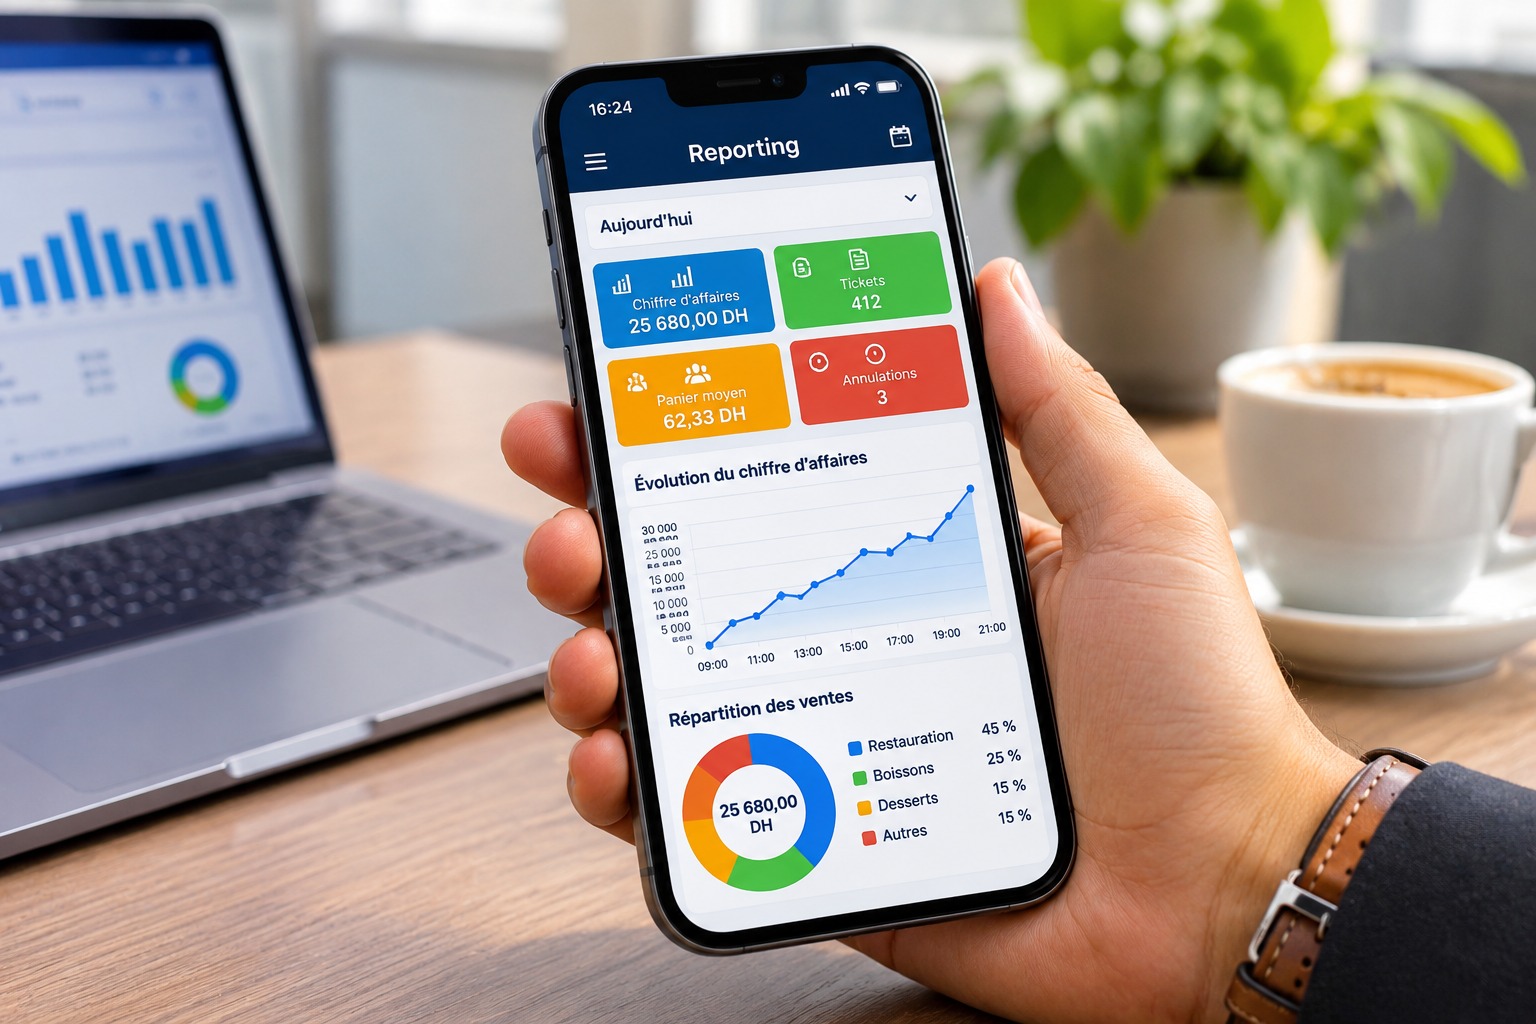 16:24
Reporting
Aujourd'hui
Chiffre d'affaires
25 680,00 DH
Tickets
412
Panier moyen
62,33 DH
Annulations
3
Évolution du chiffre d'affaires
30 000
25 000
15 000
10 000
5 000
0
09:00 11:00 13:00 15:00 17:00 19:00 21:00
Répartition des ventes
25 680,00
DH
Restauration 45 %
Boissons 25 %
Desserts 15 %
Autres 15 %